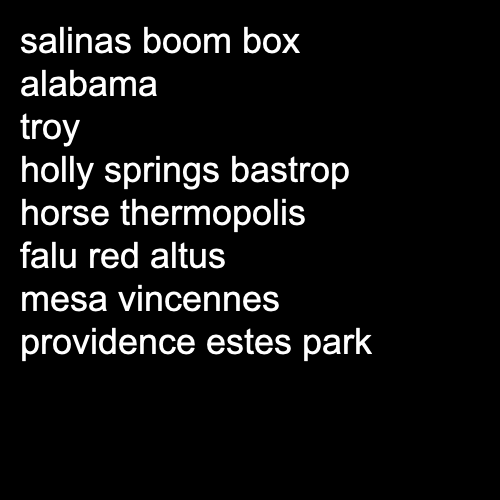 salinas boom box
alabama
troy
holly springs bastrop
horse thermopolis
falu red altus
mesa vincennes
providence estes park